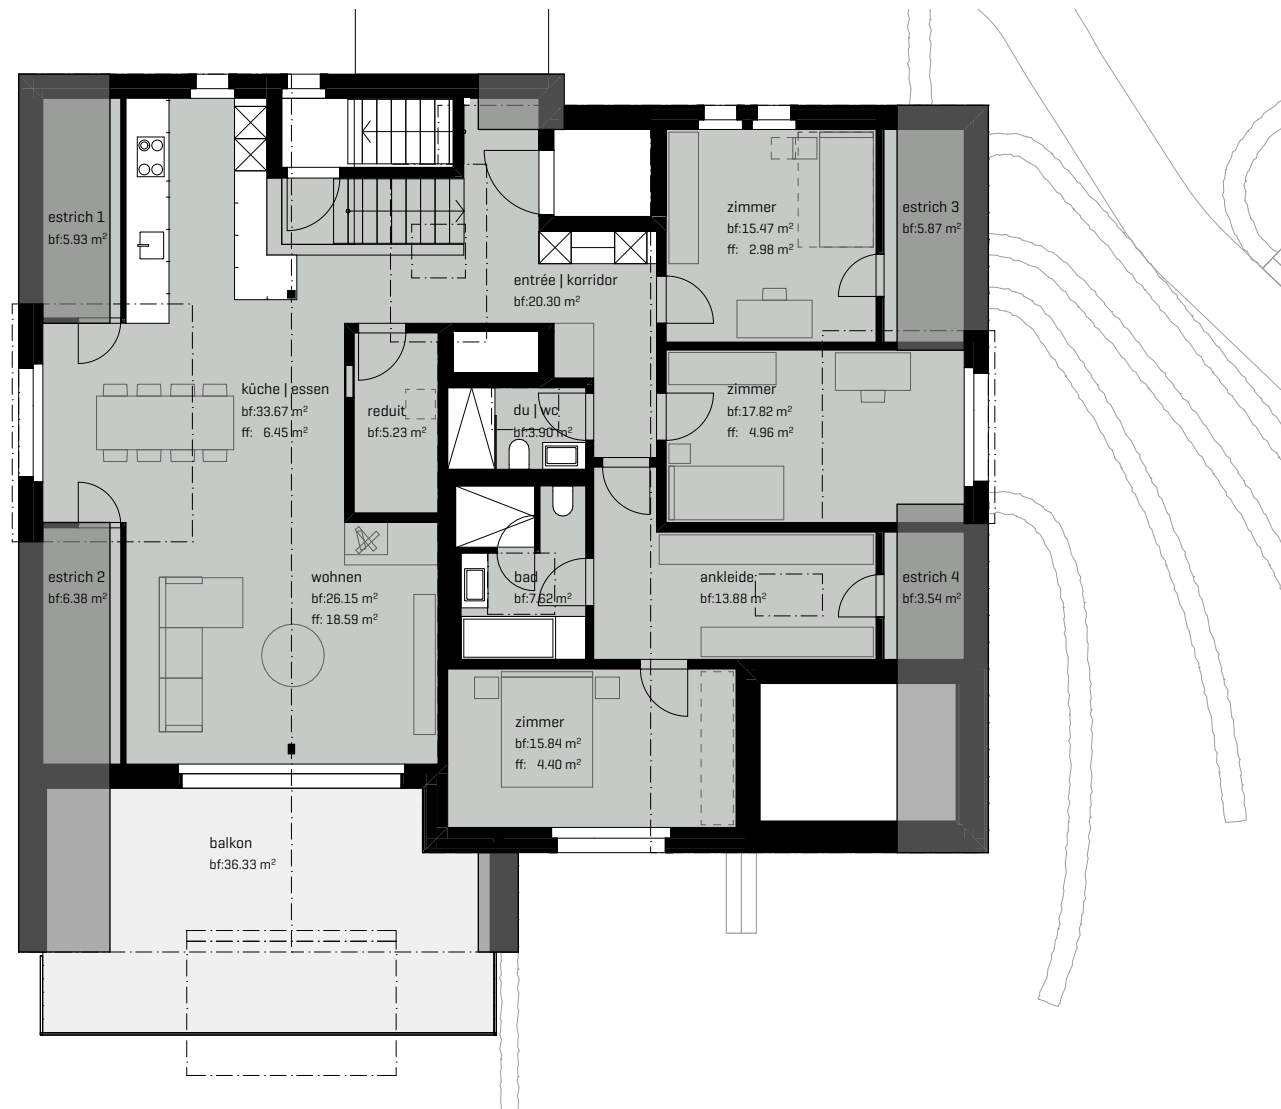 estrich 1
bf:5.93 m²
zimmer
bf:15.47 m²
ff: 2.98 m²
estrich 3
bf:5.87 m²
entrée | korridor
bf:20.30 m²
küche | essen
bf:33.67 m²
ff: 6.45 m²
reduit
bf:5.23 m²
du | wc
bf:3.90 m²
zimmer
bf:17.82 m²
ff: 4.96 m²
estrich 2
bf:6.38 m²
wohnen
bf:26.15 m²
ff: 18.59 m²
bad
bf:7.62 m²
ankleide
bf:13.88 m²
estrich 4
bf:3.54 m²
zimmer
bf:15.84 m²
ff: 4.40 m²
balkon
bf:36.33 m²